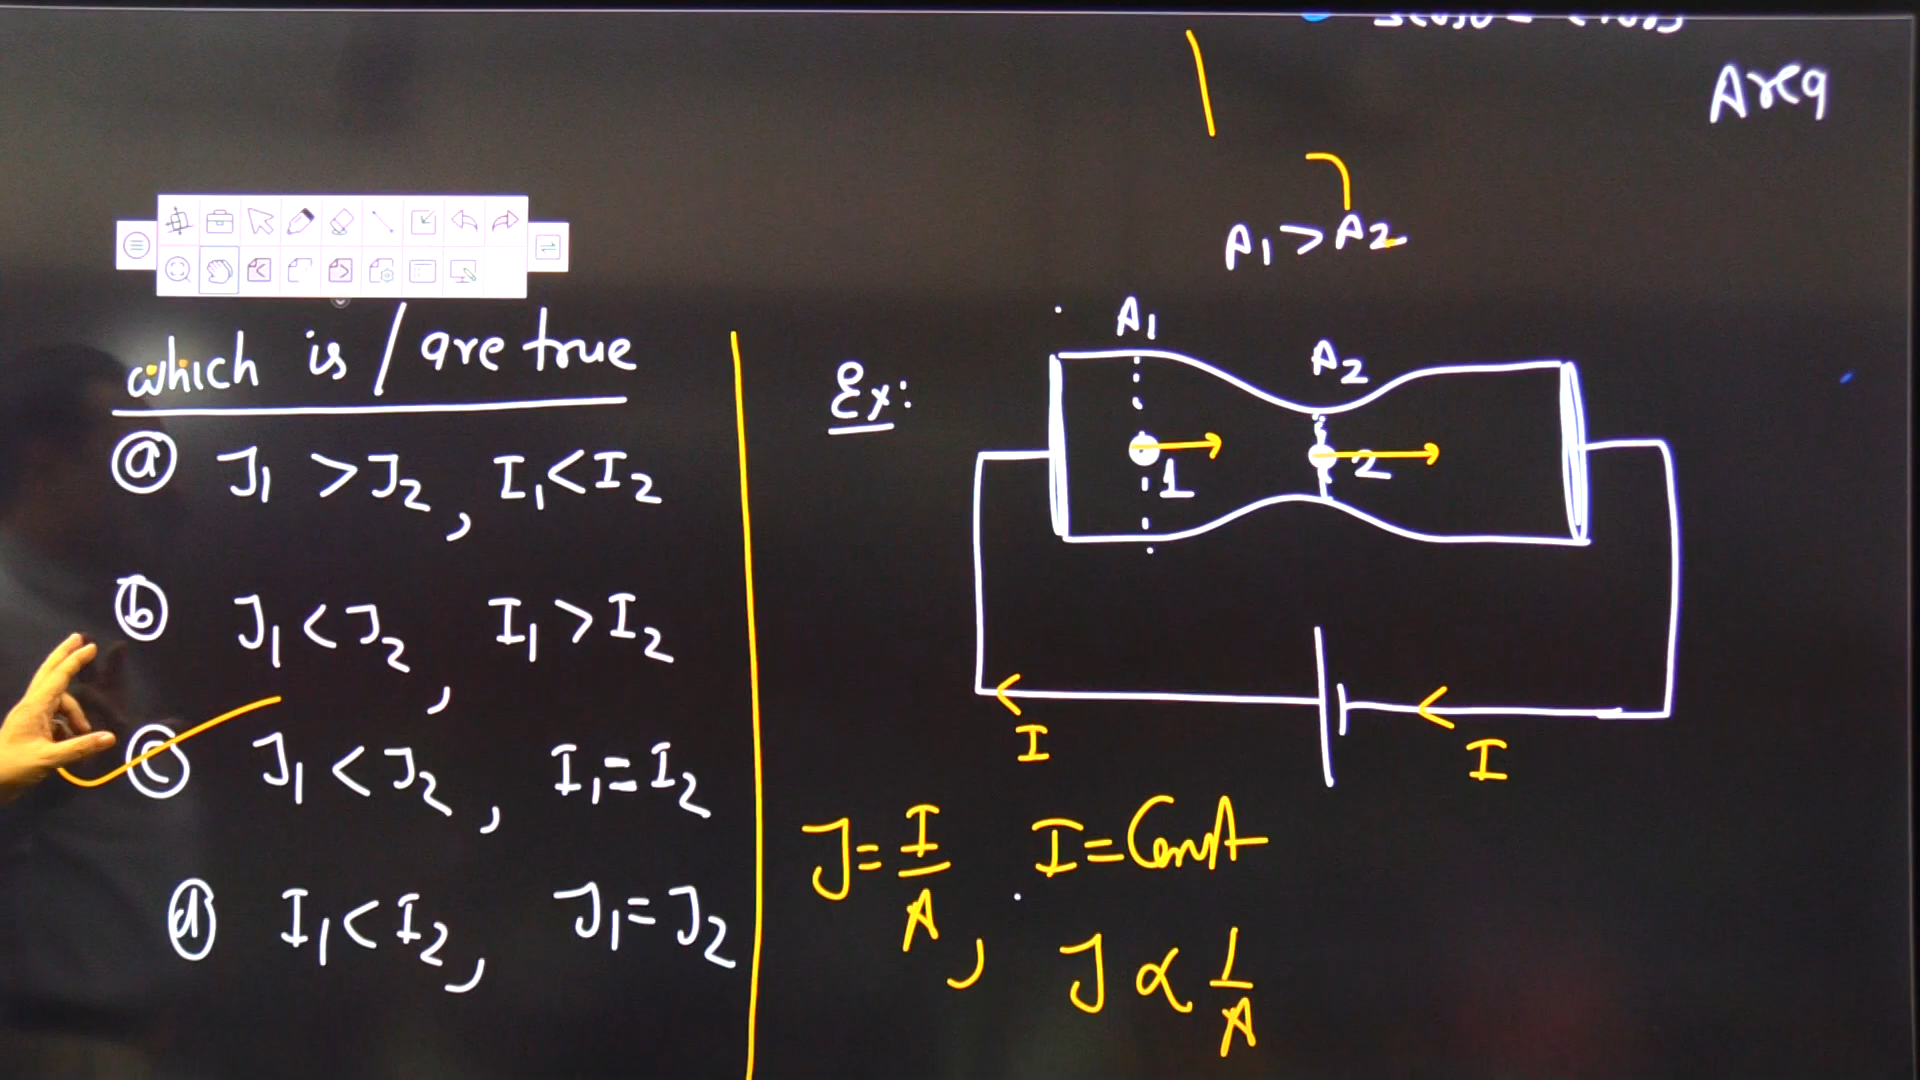 Area
A₁ > A₂
which is / are true
ⓐ J₁ > J₂, I₁ < I₂
ⓑ J₁ < J₂, I₁ > I₂
ⓒ J₁ < J₂, I₁ = I₂
ⓓ I₁ < I₂, J₁ = J₂
Ex:
A₁
A₂
1
2
I
I
J = I/A, I = Const
J ∝ 1/A